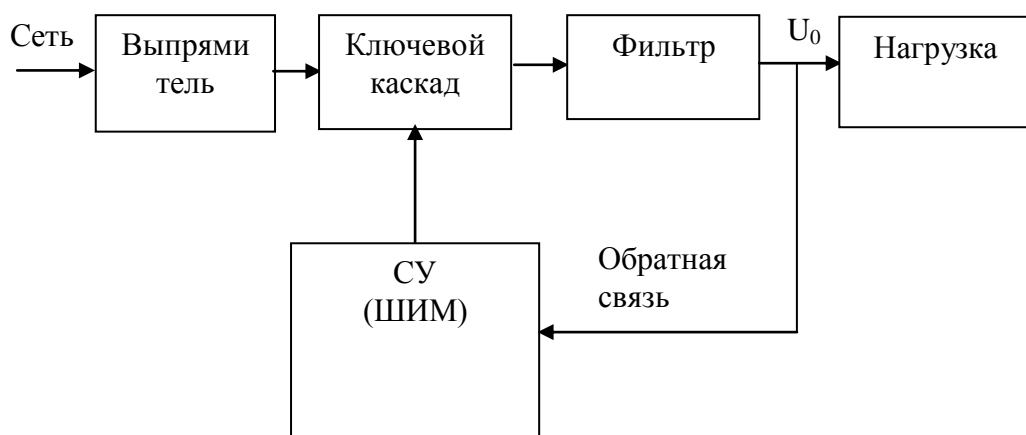 Сеть
Выпрями
тель
Ключевой
каскад
Фильтр
U₀
Нагрузка
СУ
(ШИМ)
Обратная
связь